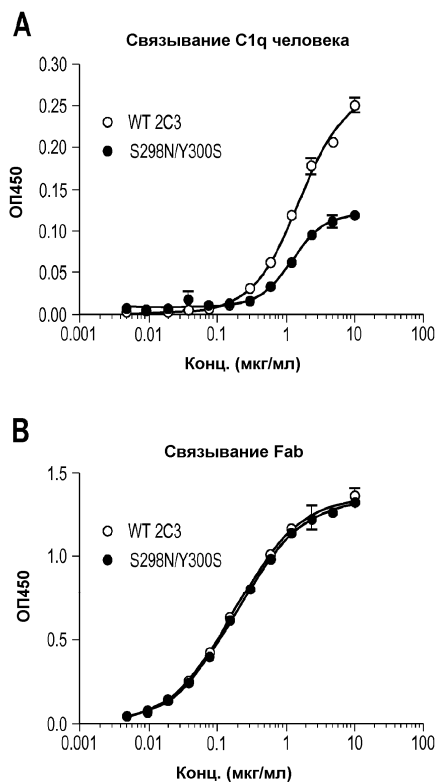 A
Связывание C1q человека
0.30
0.25
0.20
0.15
0.10
0.05
0.00
ОП450
WT 2C3
S298N/Y300S
0.001 0.01 0.1 1 10 100
Конц. (мкг/мл)
B
Связывание Fab
1.5
1.0
0.5
0.0
ОП450
WT 2C3
S298N/Y300S
0.001 0.01 0.1 1 10 100
Конц. (мкг/мл)